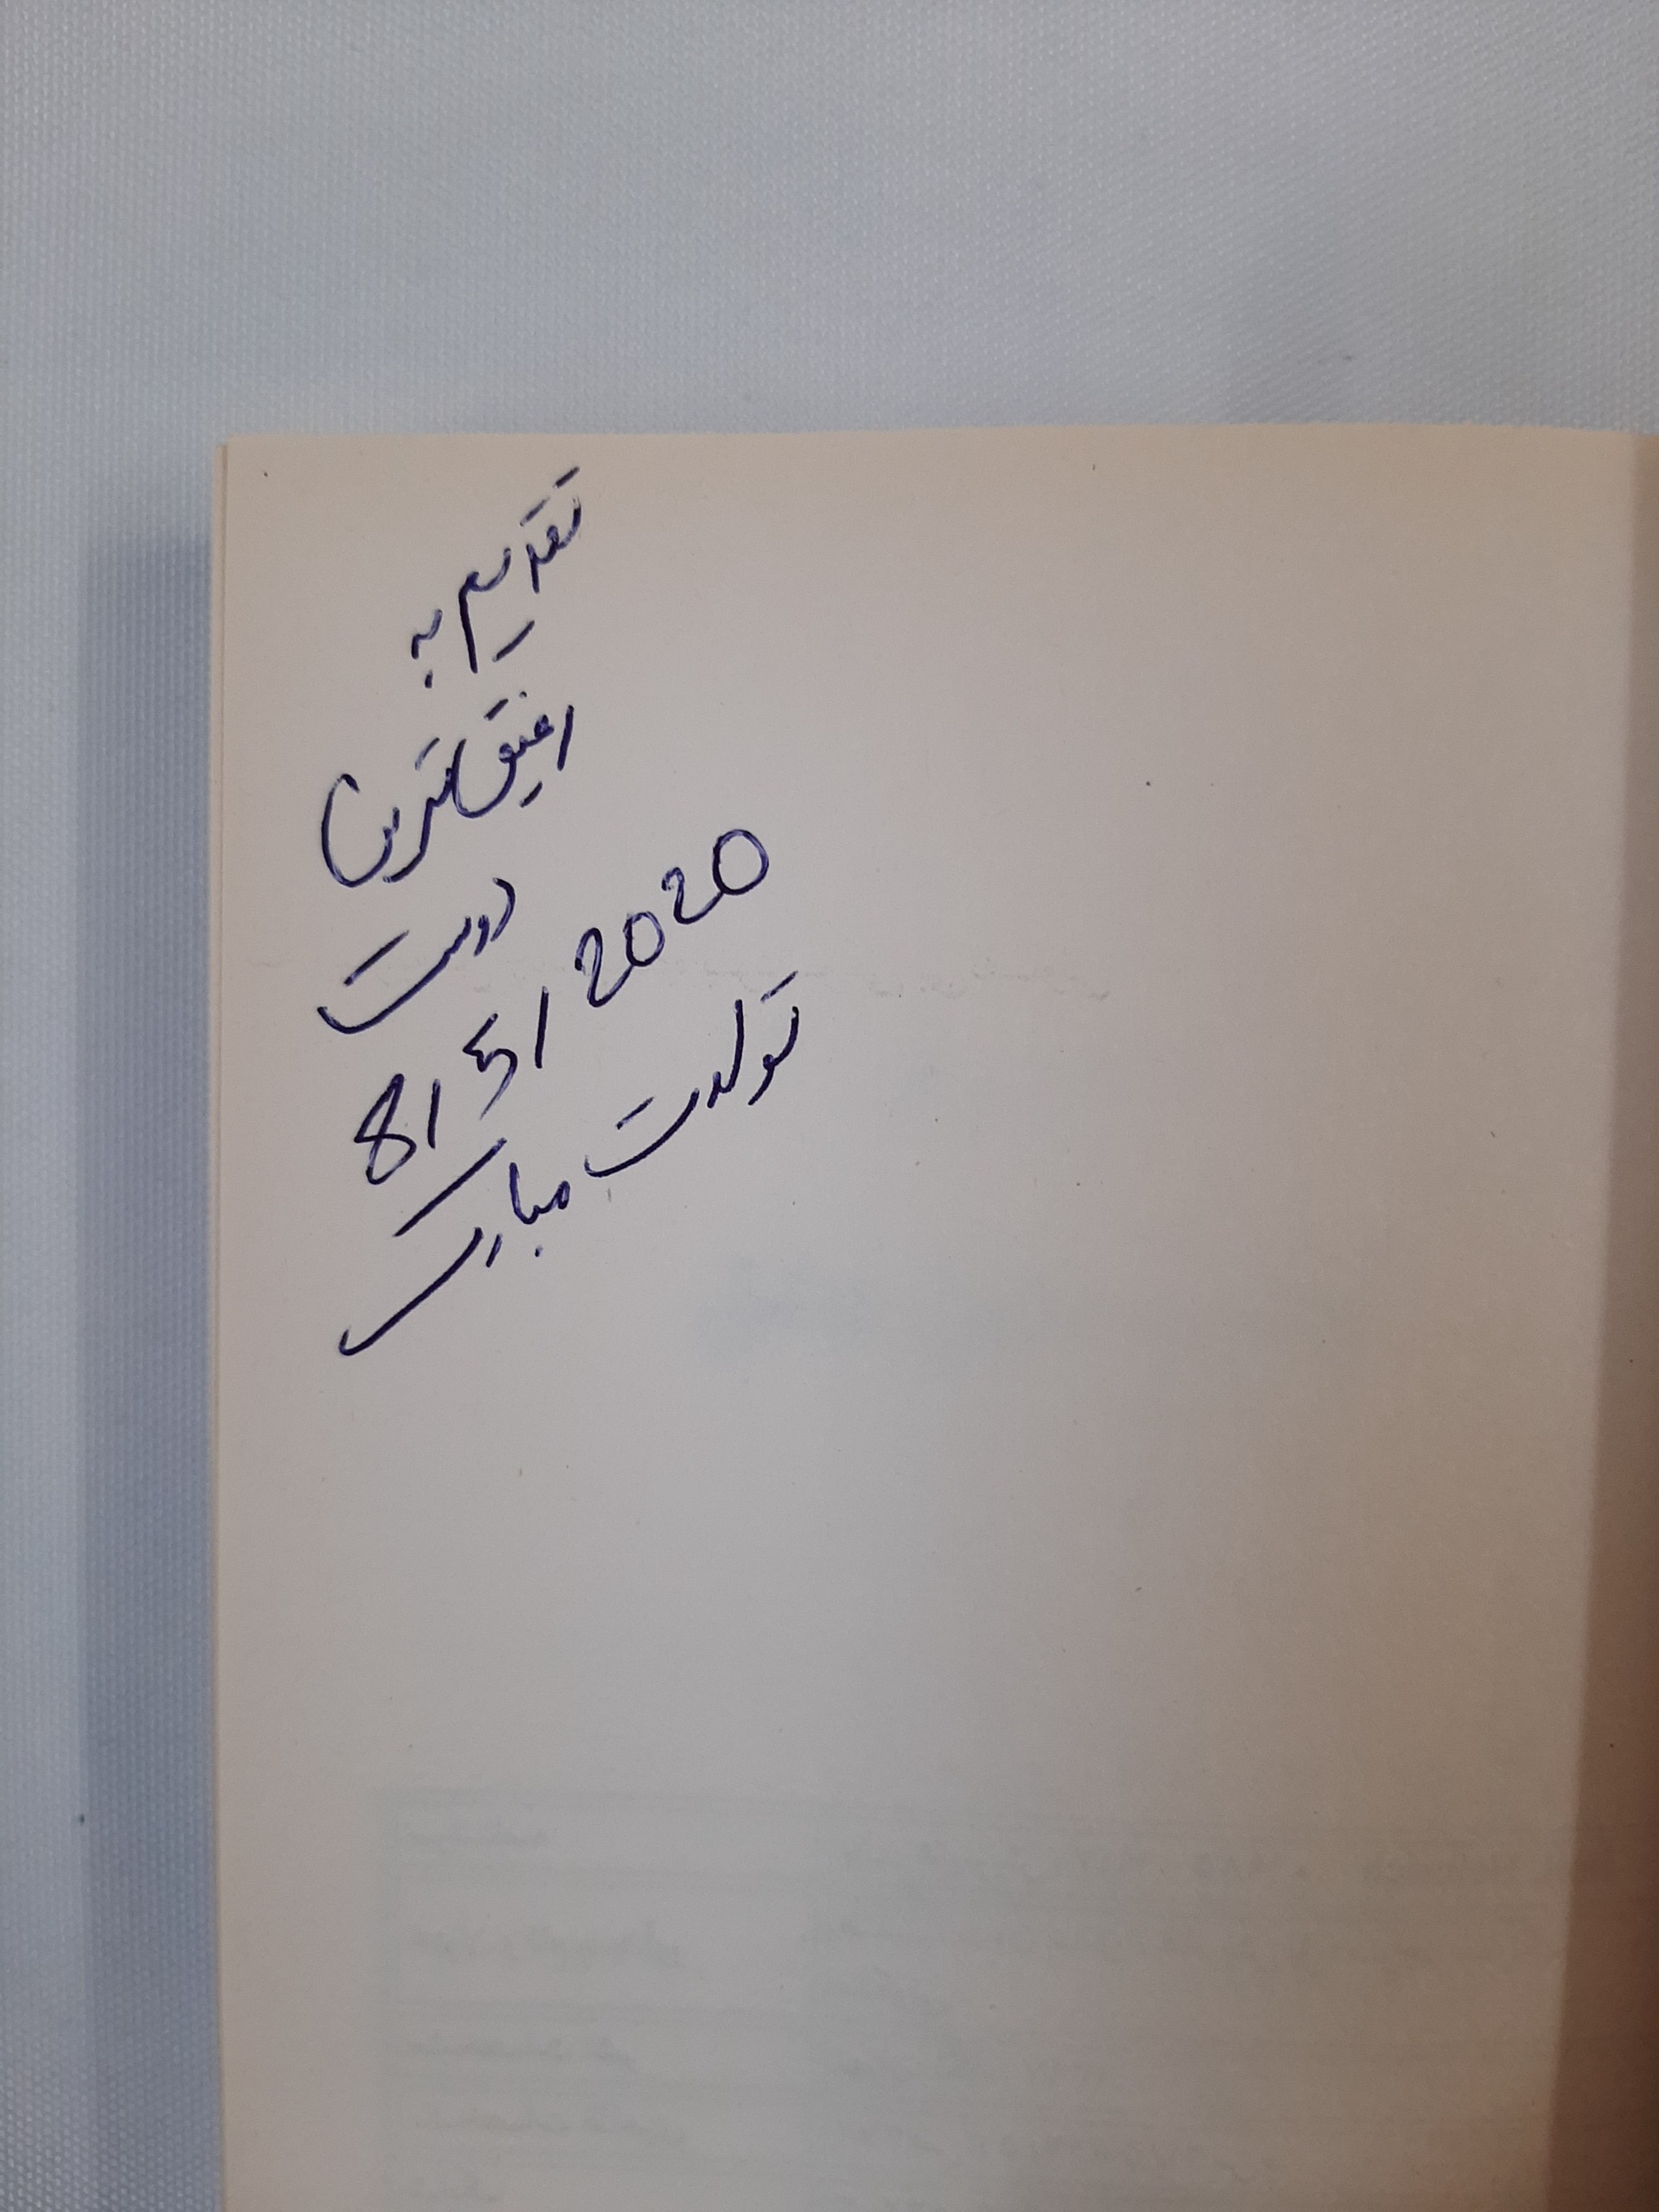 تقدیم به
رفیق‌ترین
دوست
8/5/2020
تولدت مبارک